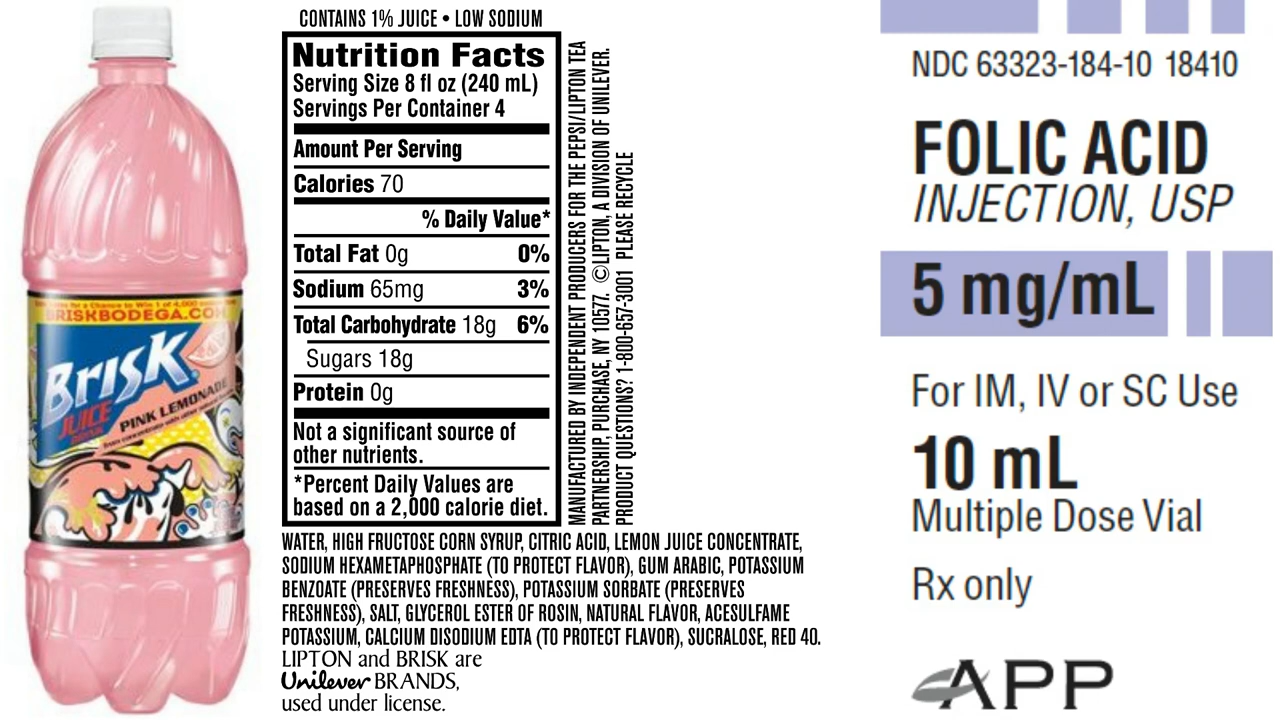 Brisk
JUICE
DRINK
PINK LEMONADE
BRISKBODEGA.COM
CONTAINS 1% JUICE • LOW SODIUM
Nutrition Facts
Serving Size 8 fl oz (240 mL)
Servings Per Container 4
Amount Per Serving
Calories 70
% Daily Value*
Total Fat 0g 0%
Sodium 65mg 3%
Total Carbohydrate 18g 6%
Sugars 18g
Protein 0g
Not a significant source of
other nutrients.
*Percent Daily Values are
based on a 2,000 calorie diet.
MANUFACTURED BY INDEPENDENT PRODUCERS FOR THE PEPSI/LIPTON TEA
PARTNERSHIP, PURCHASE, NY 10577. ©LIPTON, A DIVISION OF UNILEVER.
PRODUCT QUESTIONS? 1-800-657-3001 PLEASE RECYCLE
WATER, HIGH FRUCTOSE CORN SYRUP, CITRIC ACID, LEMON JUICE CONCENTRATE,
SODIUM HEXAMETAPHOSPHATE (TO PROTECT FLAVOR), GUM ARABIC, POTASSIUM
BENZOATE (PRESERVES FRESHNESS), POTASSIUM SORBATE (PRESERVES
FRESHNESS), SALT, GLYCEROL ESTER OF ROSIN, NATURAL FLAVOR, ACESULFAME
POTASSIUM, CALCIUM DISODIUM EDTA (TO PROTECT FLAVOR), SUCRALOSE, RED 40.
LIPTON and BRISK are
Unilever BRANDS,
used under license.
NDC 63323-184-10 18410
FOLIC ACID
INJECTION, USP
5 mg/mL
For IM, IV or SC Use
10 mL
Multiple Dose Vial
Rx only
APP